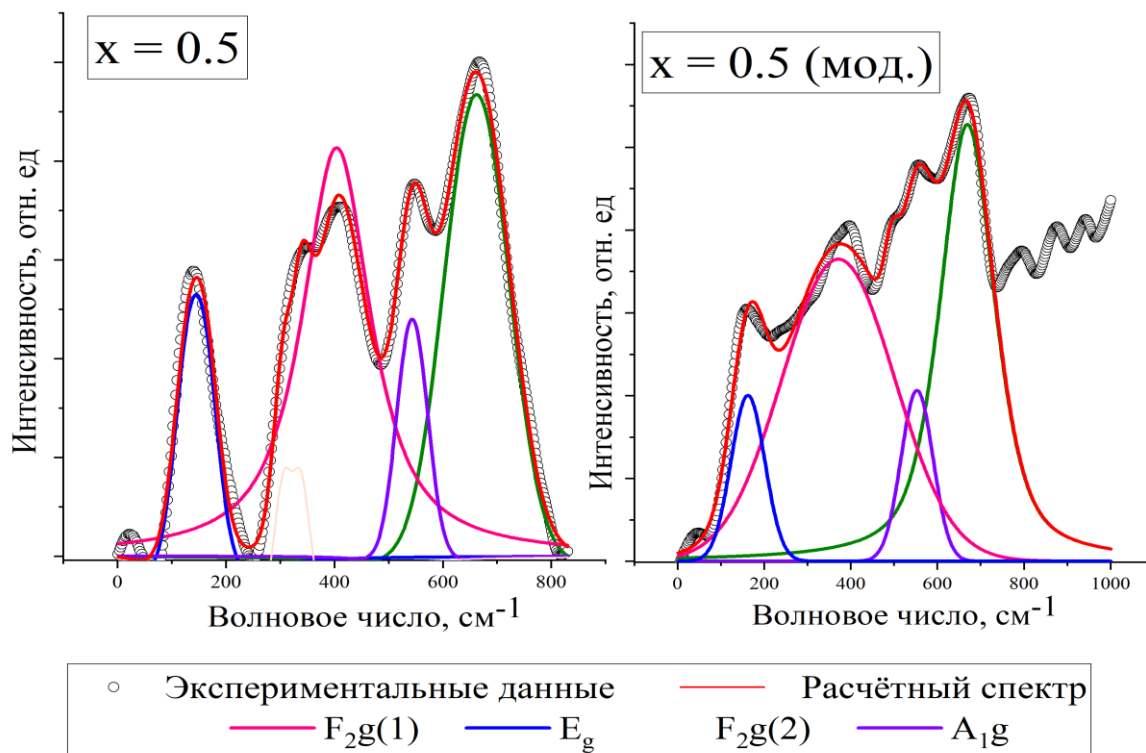 x = 0.5
Интенсивность, отн. ед
0 200 400 600 800
Волновое число, см-1
x = 0.5 (мод.)
Интенсивность, отн. ед
0 200 400 600 800 1000
Волновое число, см-1
Экспериментальные данные Расчётный спектр
F2g(1) Eg F2g(2) A1g